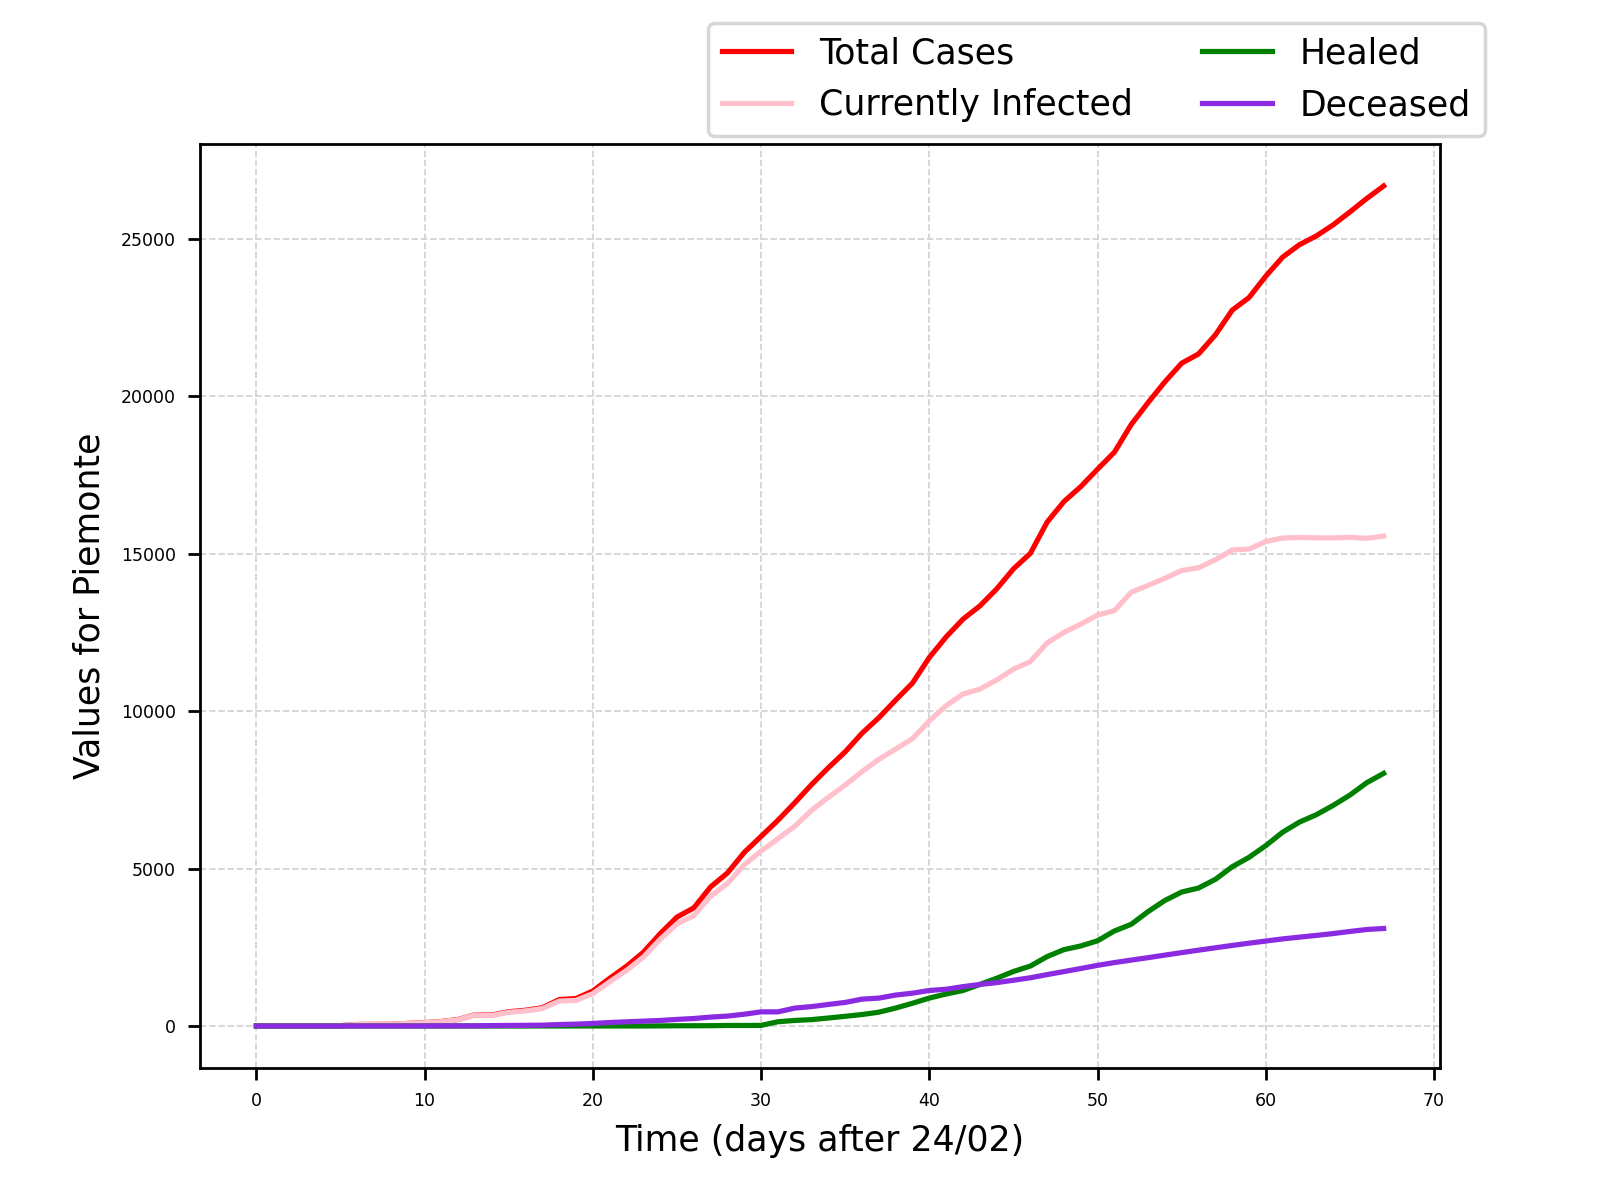 Total Cases
Currently Infected
Healed
Deceased
25000
20000
15000
10000
5000
0
Values for Piemonte
0 10 20 30 40 50 60 70
Time (days after 24/02)